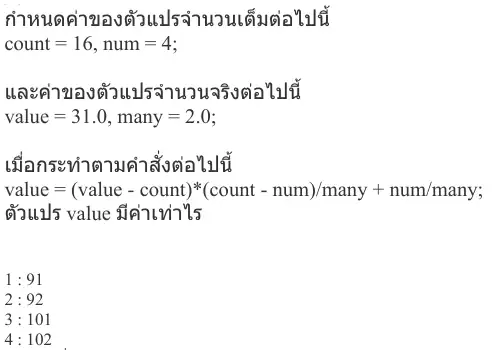 กำหนดค่าของตัวแปรจำนวนเต็มต่อไปนี้
count = 16, num = 4;
และค่าของตัวแปรจำนวนจริงต่อไปนี้
value = 31.0, many = 2.0;
เมื่อกระทำตามคำสั่งต่อไปนี้
value = (value - count)*(count - num)/many + num/many;
ตัวแปร value มีค่าเท่าไร
1 : 91
2 : 92
3 : 101
4 : 102